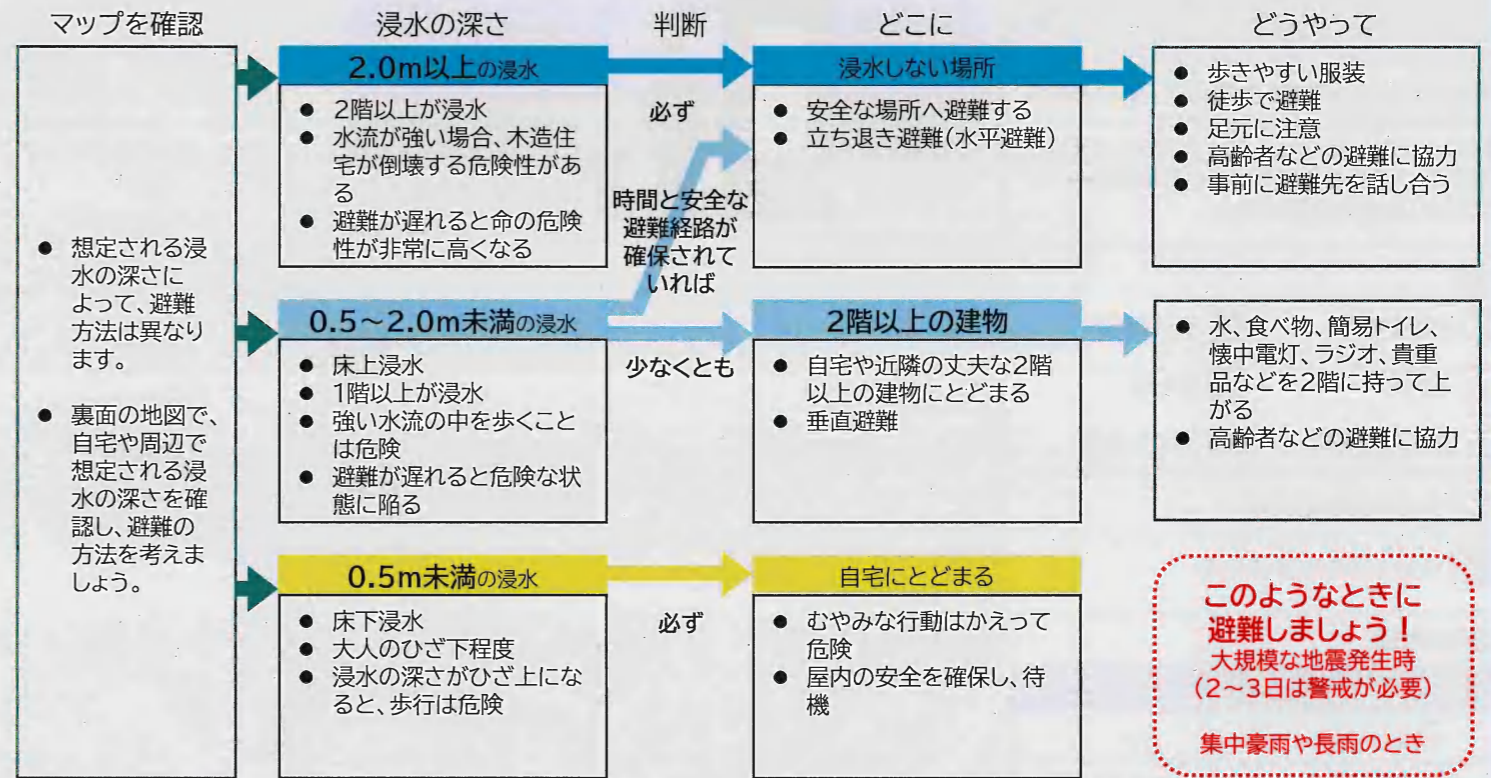 マップを確認
浸水の深さ
判断
どこに
どうやって
● 想定される浸
水の深さに
よって、避難
方法は異なり
ます。
● 裏面の地図で、
自宅や周辺で
想定される浸
水の深さを確
認し、避難の
方法を考えま
しょう。
2.0m以上の浸水
● 2階以上が浸水
● 水流が強い場合、木造住
宅が倒壊する危険性があ
る
● 避難が遅れると命の危険
性が非常に高くなる
必ず
浸水しない場所
● 安全な場所へ避難する
● 立ち退き避難(水平避難)
● 歩きやすい服装
● 徒歩で避難
● 足元に注意
● 高齢者などの避難に協力
● 事前に避難先を話し合う
時間と安全な
避難経路が
確保されて
いれば
0.5～2.0m未満の浸水
● 床上浸水
● 1階以上が浸水
● 強い水流の中を歩くこと
は危険
● 避難が遅れると危険な状
態に陥る
少なくとも
2階以上の建物
● 自宅や近隣の丈夫な2階
以上の建物にとどまる
● 垂直避難
● 水、食べ物、簡易トイレ、
懐中電灯、ラジオ、貴重
品などを2階に持って上
がる
● 高齢者などの避難に協力
0.5m未満の浸水
● 床下浸水
● 大人のひざ下程度
● 浸水の深さがひざ上にな
ると、歩行は危険
必ず
自宅にとどまる
● むやみな行動はかえって
危険
● 屋内の安全を確保し、待
機
このようなときに
避難しましょう！
大規模な地震発生時
(2～3日は警戒が必要)
集中豪雨や長雨のとき